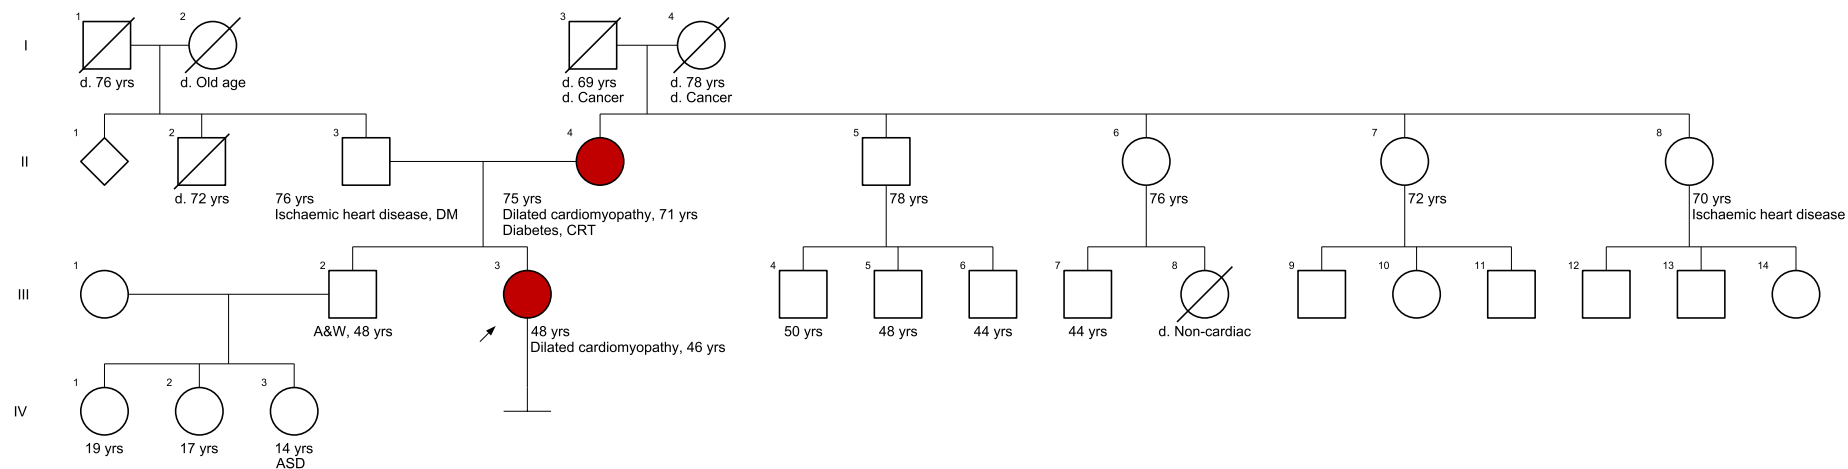 1 2 3 4
I
d. 76 yrs d. Old age d. 69 yrs d. 78 yrs
d. Cancer d. Cancer
1 2 3 4 5 6 7 8
II
d. 72 yrs 76 yrs 75 yrs 78 yrs 76 yrs 72 yrs 70 yrs
Ischaemic heart disease, DM Dilated cardiomyopathy, 71 yrs Ischaemic heart disease
Diabetes, CRT
1 2 3 4 5 6 7 8 9 10 11 12 13 14
III
A&W, 48 yrs 48 yrs 50 yrs 48 yrs 44 yrs 44 yrs d. Non-cardiac
Dilated cardiomyopathy, 46 yrs
1 2 3
IV
19 yrs 17 yrs 14 yrs
ASD